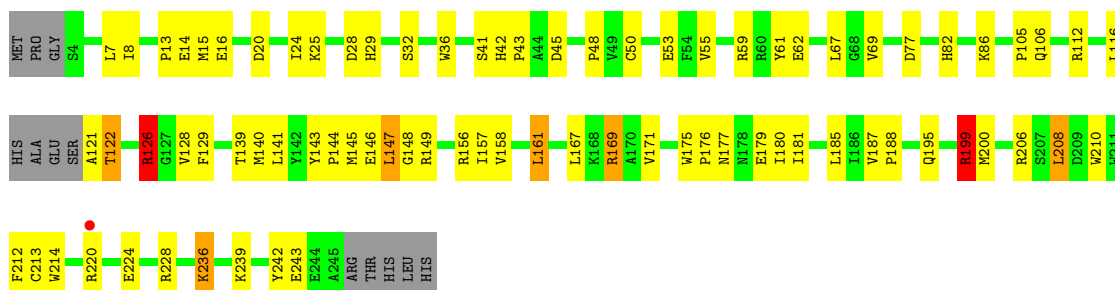 MET PRO GLY S4 L7 I8 P13 E14 M15 E16 D20 I24 K25 D28 H29 S32 W36 S41 H42 P43 A44 D45 P48 V49 C50 E53 F54 V55 R59 R60 Y61 E62 L67 G68 V69 D77 H82 K86 P105 Q106 R112 L116
HIS ALA GLU SER A121 T122 R126 G127 V128 F129 T139 M140 L141 Y142 Y143 P144 M145 E146 L147 G148 R149 R156 I157 V158 L161 L167 K168 R169 A170 V171 W175 P176 N177 N178 E179 I180 I181 L185 I186 V187 P188 Q195 R199 M200 R206 S207 L208 D209 W210 H211
F212 C213 W214 R220 E224 R228 K236 K239 Y242 E243 E244 A245 ARG THR HIS LEU HIS